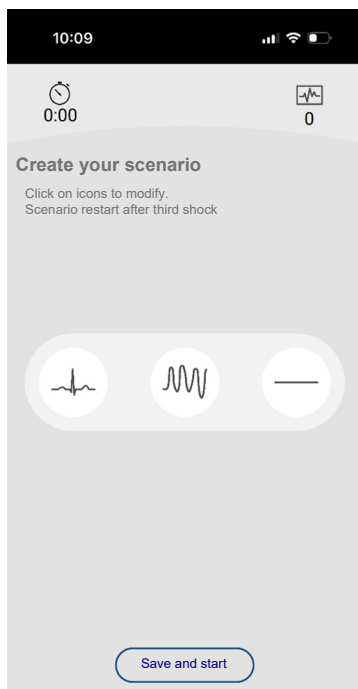 10:09
0:00
0
Create your scenario
Click on icons to modify.
Scenario restart after third shock
Save and start